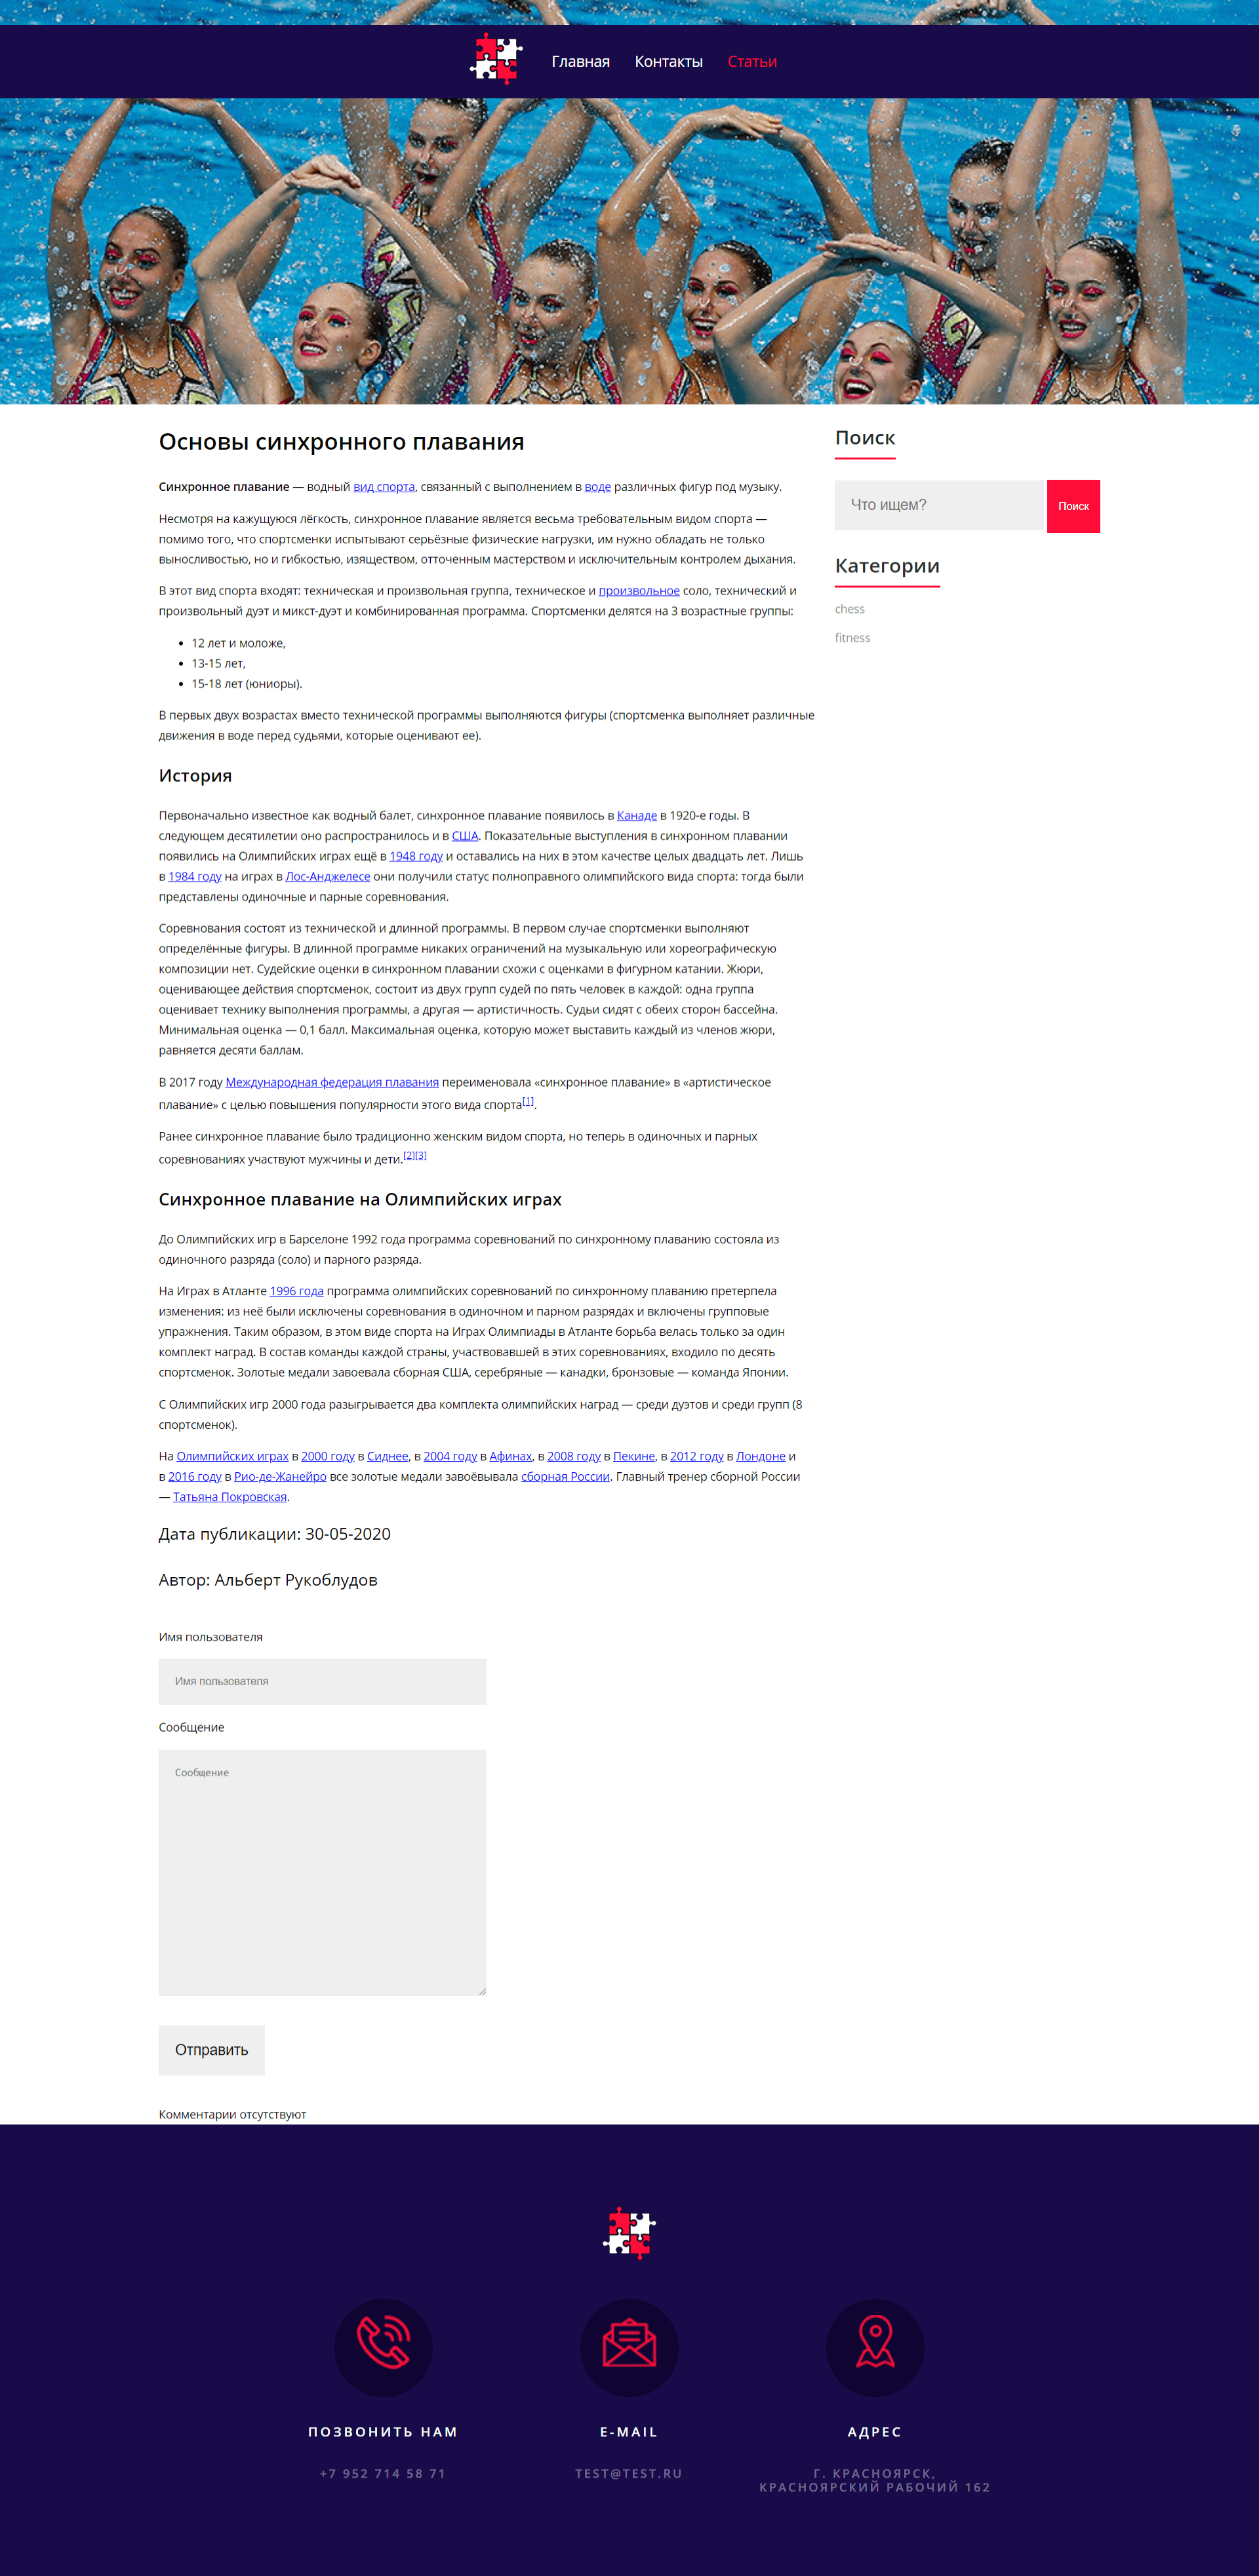 Главная Контакты Статьи
Основы синхронного плавания
Синхронное плавание — водный вид спорта, связанный с выполнением в воде различных фигур под музыку.
Несмотря на кажущуюся лёгкость, синхронное плавание является весьма требовательным видом спорта —
помимо того, что спортсменки испытывают серьёзные физические нагрузки, им нужно обладать не только
выносливостью, но и гибкостью, изяществом, отточенным мастерством и исключительным контролем дыхания.
В этот вид спорта входят: техническая и произвольная группа, техническое и произвольное соло, технический и
произвольный дуэт и микст-дуэт и комбинированная программа. Спортсменки делятся на 3 возрастные группы:
12 лет и моложе,
13-15 лет,
15-18 лет (юниоры).
В первых двух возрастах вместо технической программы выполняются фигуры (спортсменка выполняет различные
движения в воде перед судьями, которые оценивают ее).
История
Первоначально известное как водный балет, синхронное плавание появилось в Канаде в 1920-е годы. В
следующем десятилетии оно распространилось и в США. Показательные выступления в синхронном плавании
появились на Олимпийских играх ещё в 1948 году и оставались на них в этом качестве целых двадцать лет. Лишь
в 1984 году на играх в Лос-Анджелесе они получили статус полноправного олимпийского вида спорта: тогда были
представлены одиночные и парные соревнования.
Соревнования состоят из технической и длинной программы. В первом случае спортсменки выполняют
определённые фигуры. В длинной программе никаких ограничений на музыкальную или хореографическую
композиции нет. Судейские оценки в синхронном плавании схожи с оценками в фигурном катании. Жюри,
оценивающее действия спортсменок, состоит из двух групп судей по пять человек в каждой: одна группа
оценивает технику выполнения программы, а другая — артистичность. Судьи сидят с обеих сторон бассейна.
Минимальная оценка — 0,1 балл. Максимальная оценка, которую может выставить каждый из членов жюри,
равняется десяти баллам.
В 2017 году Международная федерация плавания переименовала «синхронное плавание» в «артистическое
плавание» с целью повышения популярности этого вида спорта[1].
Ранее синхронное плавание было традиционно женским видом спорта, но теперь в одиночных и парных
соревнованиях участвуют мужчины и дети.[2][3]
Синхронное плавание на Олимпийских играх
До Олимпийских игр в Барселоне 1992 года программа соревнований по синхронному плаванию состояла из
одиночного разряда (соло) и парного разряда.
На Играх в Атланте 1996 года программа олимпийских соревнований по синхронному плаванию претерпела
изменения: из неё были исключены соревнования в одиночном и парном разрядах и включены групповые
упражнения. Таким образом, в этом виде спорта на Играх Олимпиады в Атланте борьба велась только за один
комплект наград. В состав команды каждой страны, участвовавшей в этих соревнованиях, входило по десять
спортсменок. Золотые медали завоевала сборная США, серебряные — канадки, бронзовые — команда Японии.
С Олимпийских игр 2000 года разыгрывается два комплекта олимпийских наград — среди дуэтов и среди групп (8
спортсменок).
На Олимпийских играх в 2000 году в Сиднее, в 2004 году в Афинах, в 2008 году в Пекине, в 2012 году в Лондоне и
в 2016 году в Рио-де-Жанейро все золотые медали завоёвывала сборная России. Главный тренер сборной России
— Татьяна Покровская.
Дата публикации: 30-05-2020
Автор: Альберт Рукоблудов
Имя пользователя
Имя пользователя
Сообщение
Сообщение
Отправить
Комментарии отсутствуют
Поиск
Что ищем? Поиск
Категории
chess
fitness
ПОЗВОНИТЬ НАМ
+7 952 714 58 71
E-MAIL
TEST@TEST.RU
АДРЕС
Г. КРАСНОЯРСК,
КРАСНОЯРСКИЙ РАБОЧИЙ 162